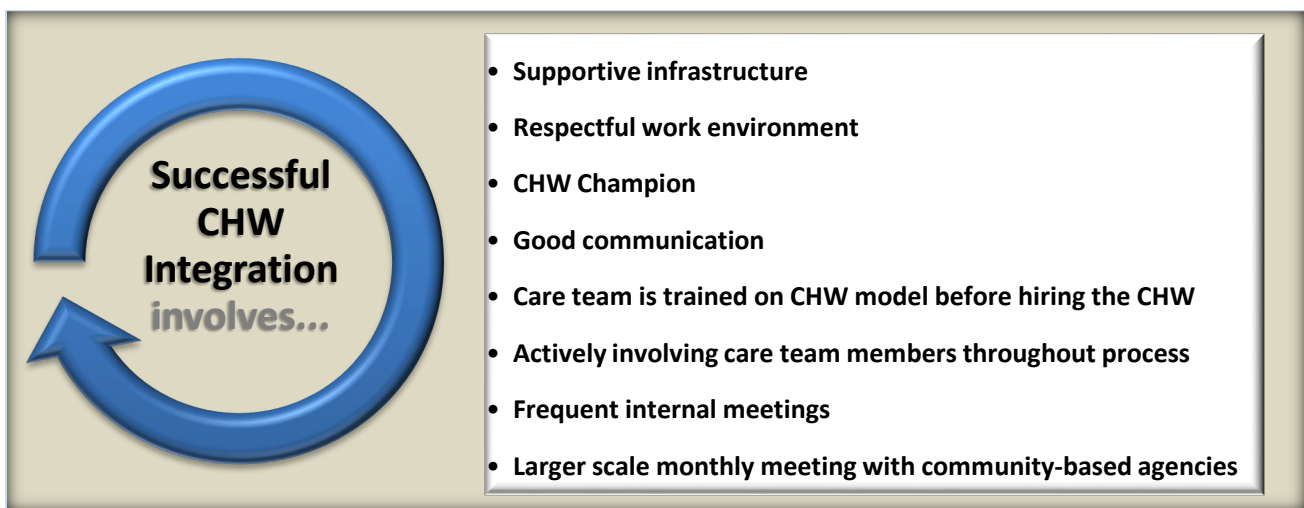 Successful
CHW
Integration
involves...
• Supportive infrastructure
• Respectful work environment
• CHW Champion
• Good communication
• Care team is trained on CHW model before hiring the CHW
• Actively involving care team members throughout process
• Frequent internal meetings
• Larger scale monthly meeting with community-based agencies